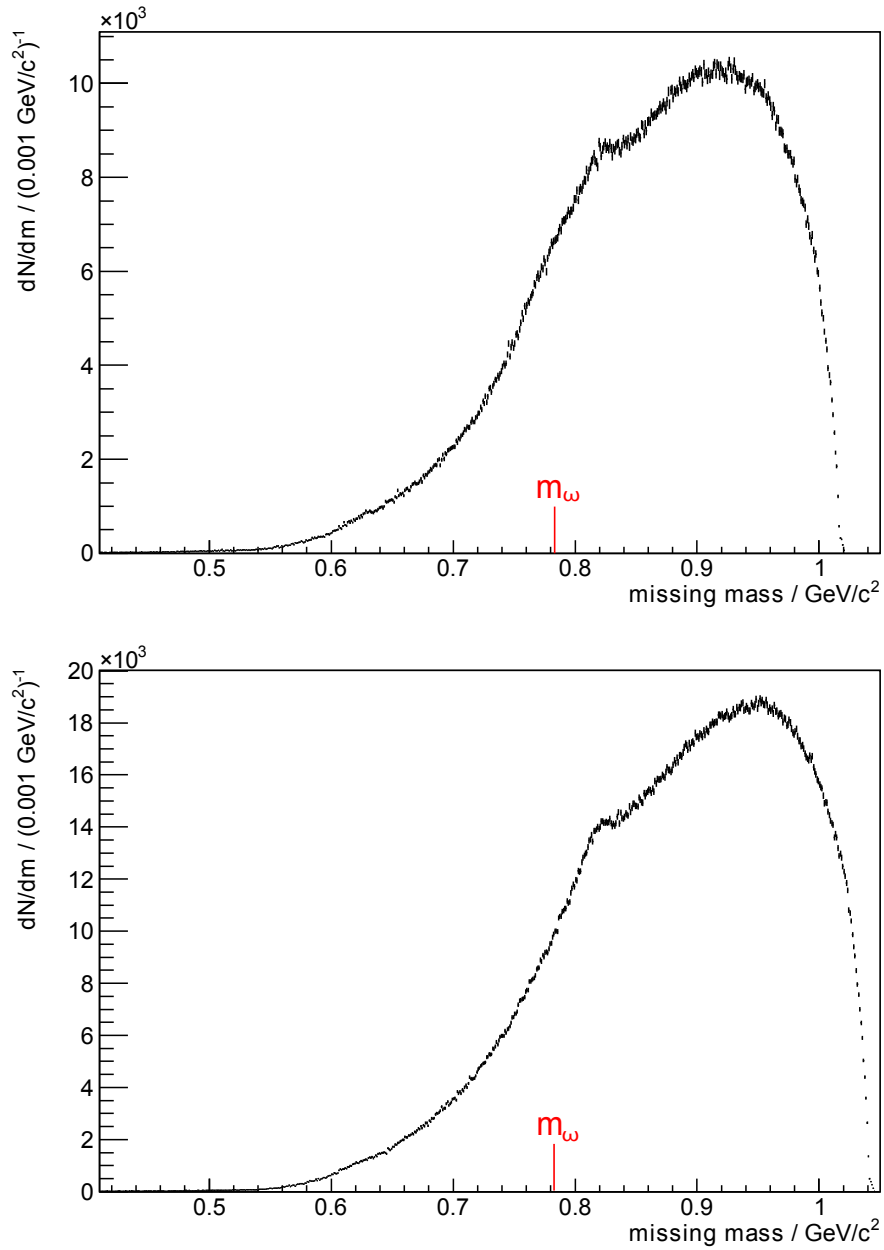 ×10³
10
8
6
4
2
0
dN/dm / (0.001 GeV/c²)⁻¹
mω
0.5 0.6 0.7 0.8 0.9 1
missing mass / GeV/c²
×10³
20
18
16
14
12
10
8
6
4
2
0
dN/dm / (0.001 GeV/c²)⁻¹
mω
0.5 0.6 0.7 0.8 0.9 1
missing mass / GeV/c²